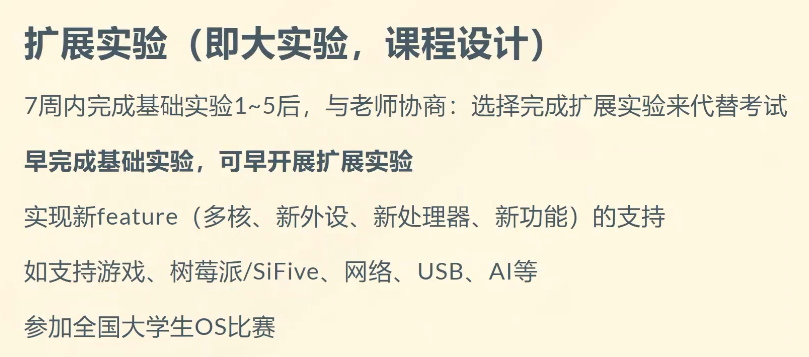 扩展实验（即大实验，课程设计）
7周内完成基础实验1~5后，与老师协商：选择完成扩展实验来代替考试
早完成基础实验，可早开展扩展实验
实现新feature（多核、新外设、新处理器、新功能）的支持
如支持游戏、树莓派/SiFive、网络、USB、AI等
参加全国大学生OS比赛